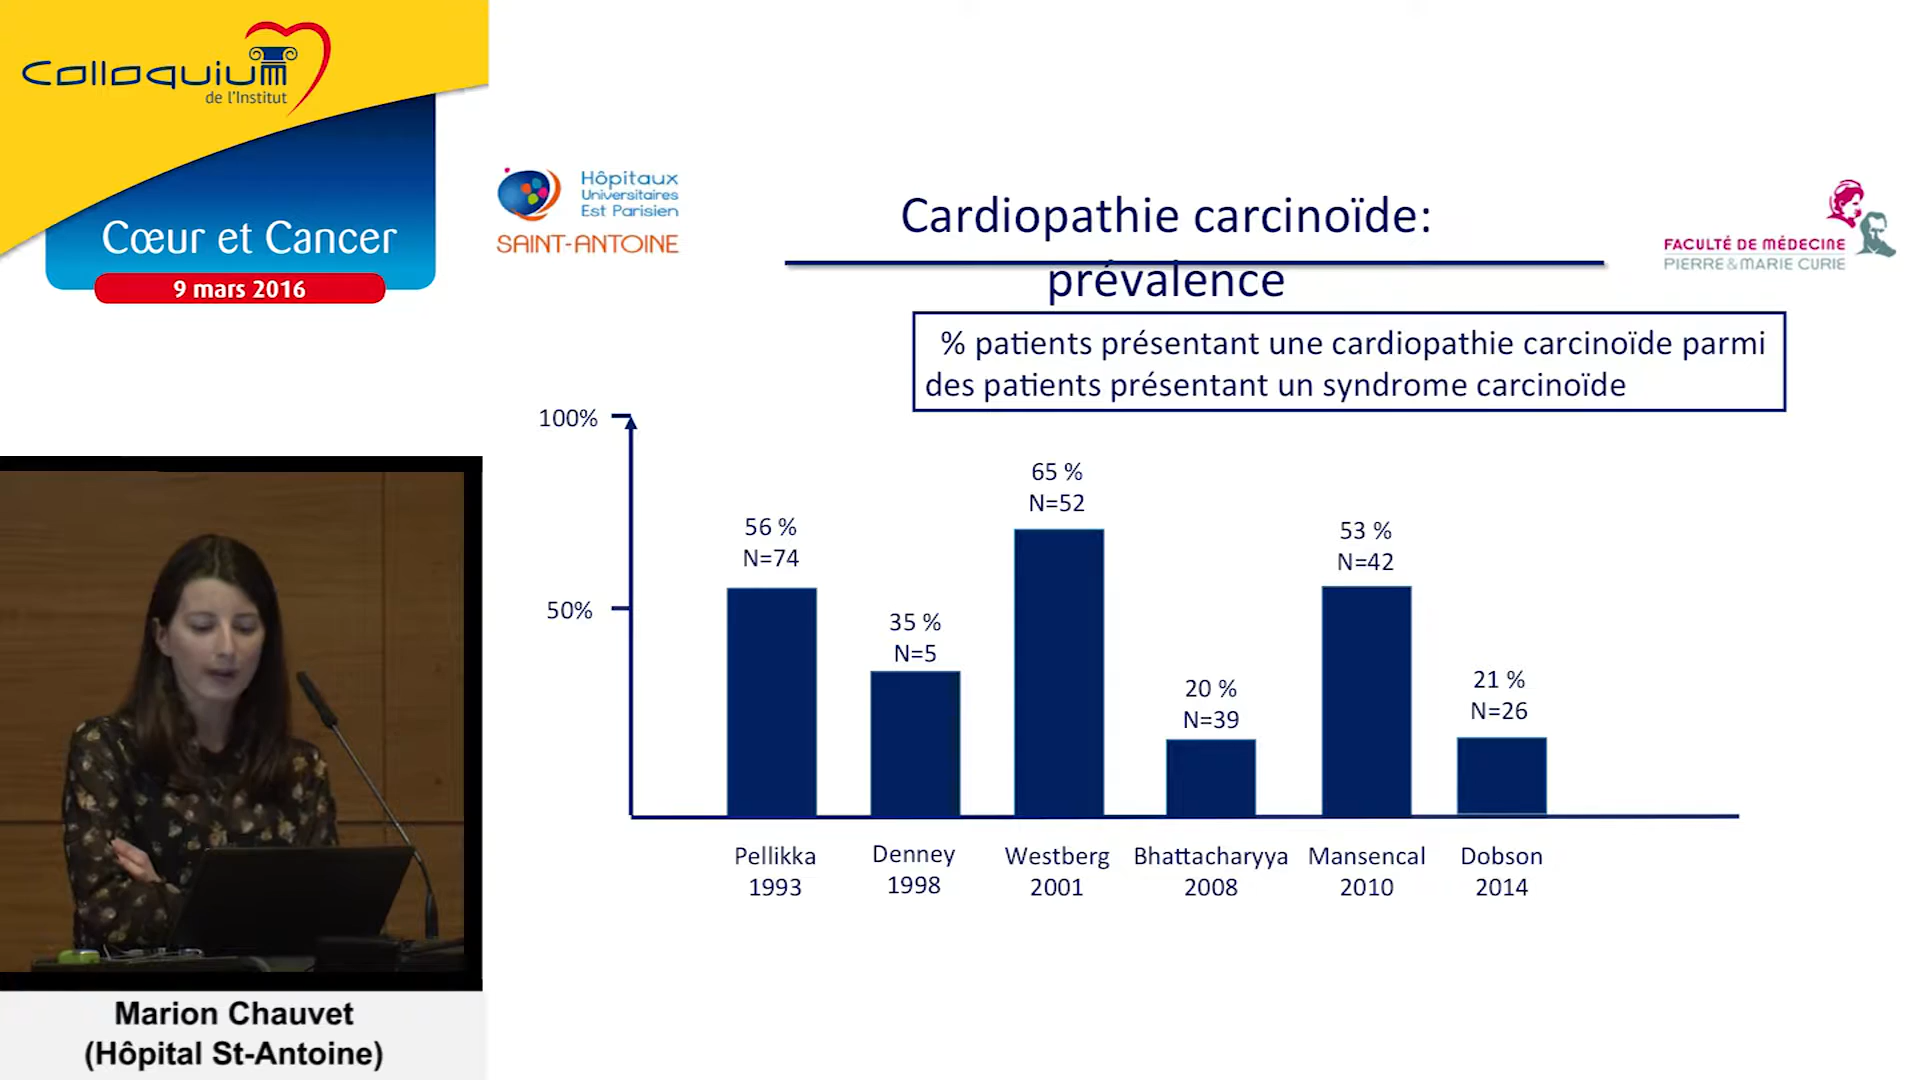 Colloquium
de l'Institut
Cœur et Cancer
9 mars 2016
Hôpitaux
Universitaires
Est Parisien
SAINT-ANTOINE
Cardiopathie carcinoïde:
prévalence
FACULTÉ DE MÉDECINE
PIERRE & MARIE CURIE
% patients présentant une cardiopathie carcinoïde parmi
des patients présentant un syndrome carcinoïde
100%
50%
56 %
N=74
35 %
N=5
65 %
N=52
20 %
N=39
53 %
N=42
21 %
N=26
Pellikka
1993
Denney
1998
Westberg
2001
Bhattacharyya
2008
Mansencal
2010
Dobson
2014
Marion Chauvet
(Hôpital St-Antoine)